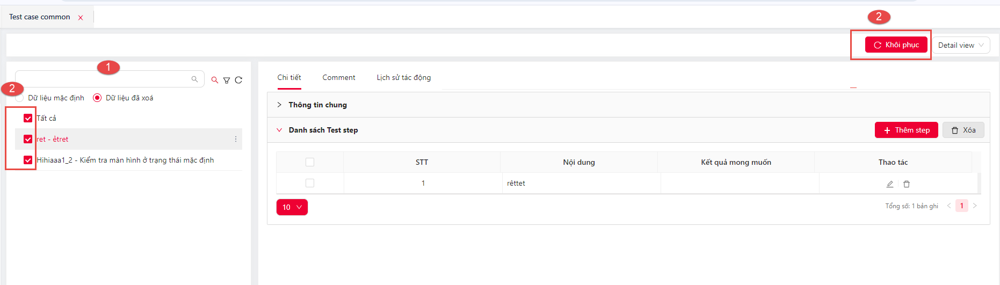 Test case common
2
Khôi phục
Detail view
1
2
Dữ liệu mặc định
Dữ liệu đã xoá
Tất cả
ret - ẻtret
Hihiaaa1_2 - Kiểm tra màn hình ở trạng thái mặc định
Chi tiết
Comment
Lịch sử tác động
Thông tin chung
Danh sách Test step
Thêm step
Xóa
STT
Nội dung
Kết quả mong muốn
Thao tác
1
rêttet
10
Tổng số: 1 bản ghi
1